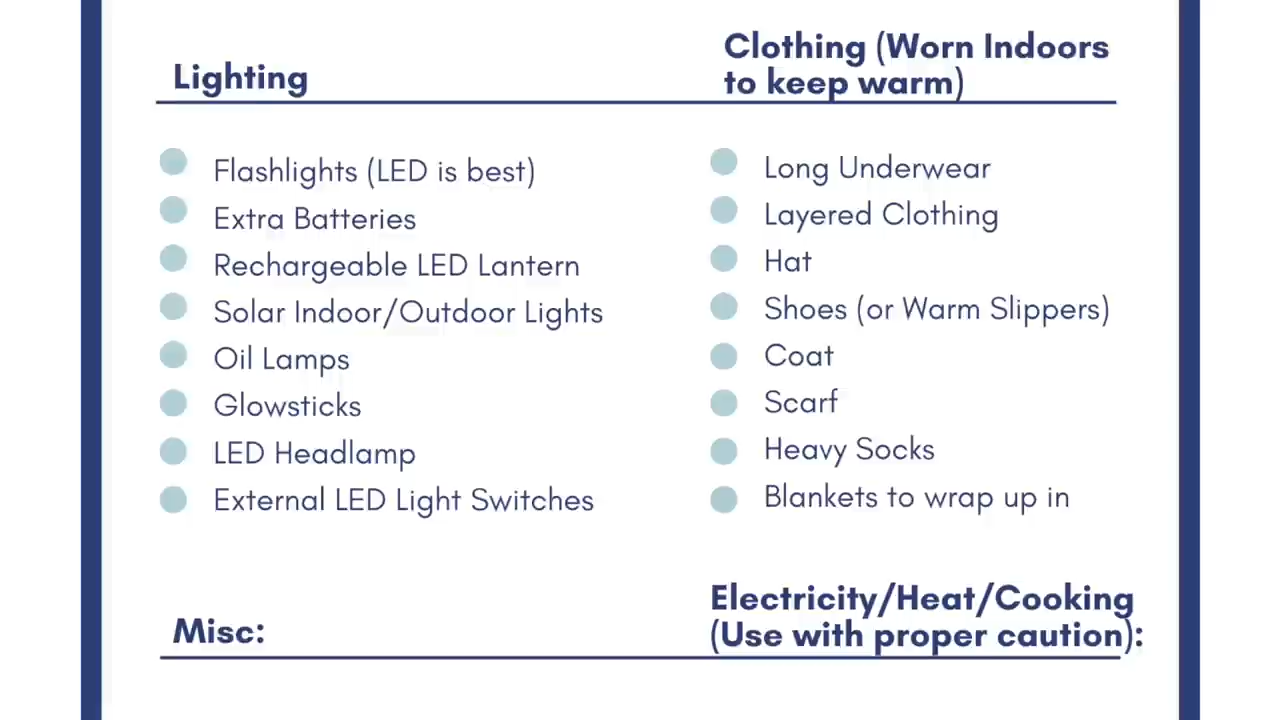 Lighting
Flashlights (LED is best)
Extra Batteries
Rechargeable LED Lantern
Solar Indoor/Outdoor Lights
Oil Lamps
Glowsticks
LED Headlamp
External LED Light Switches
Clothing (Worn Indoors
to keep warm)
Long Underwear
Layered Clothing
Hat
Shoes (or Warm Slippers)
Coat
Scarf
Heavy Socks
Blankets to wrap up in
Misc:
Electricity/Heat/Cooking
(Use with proper caution):